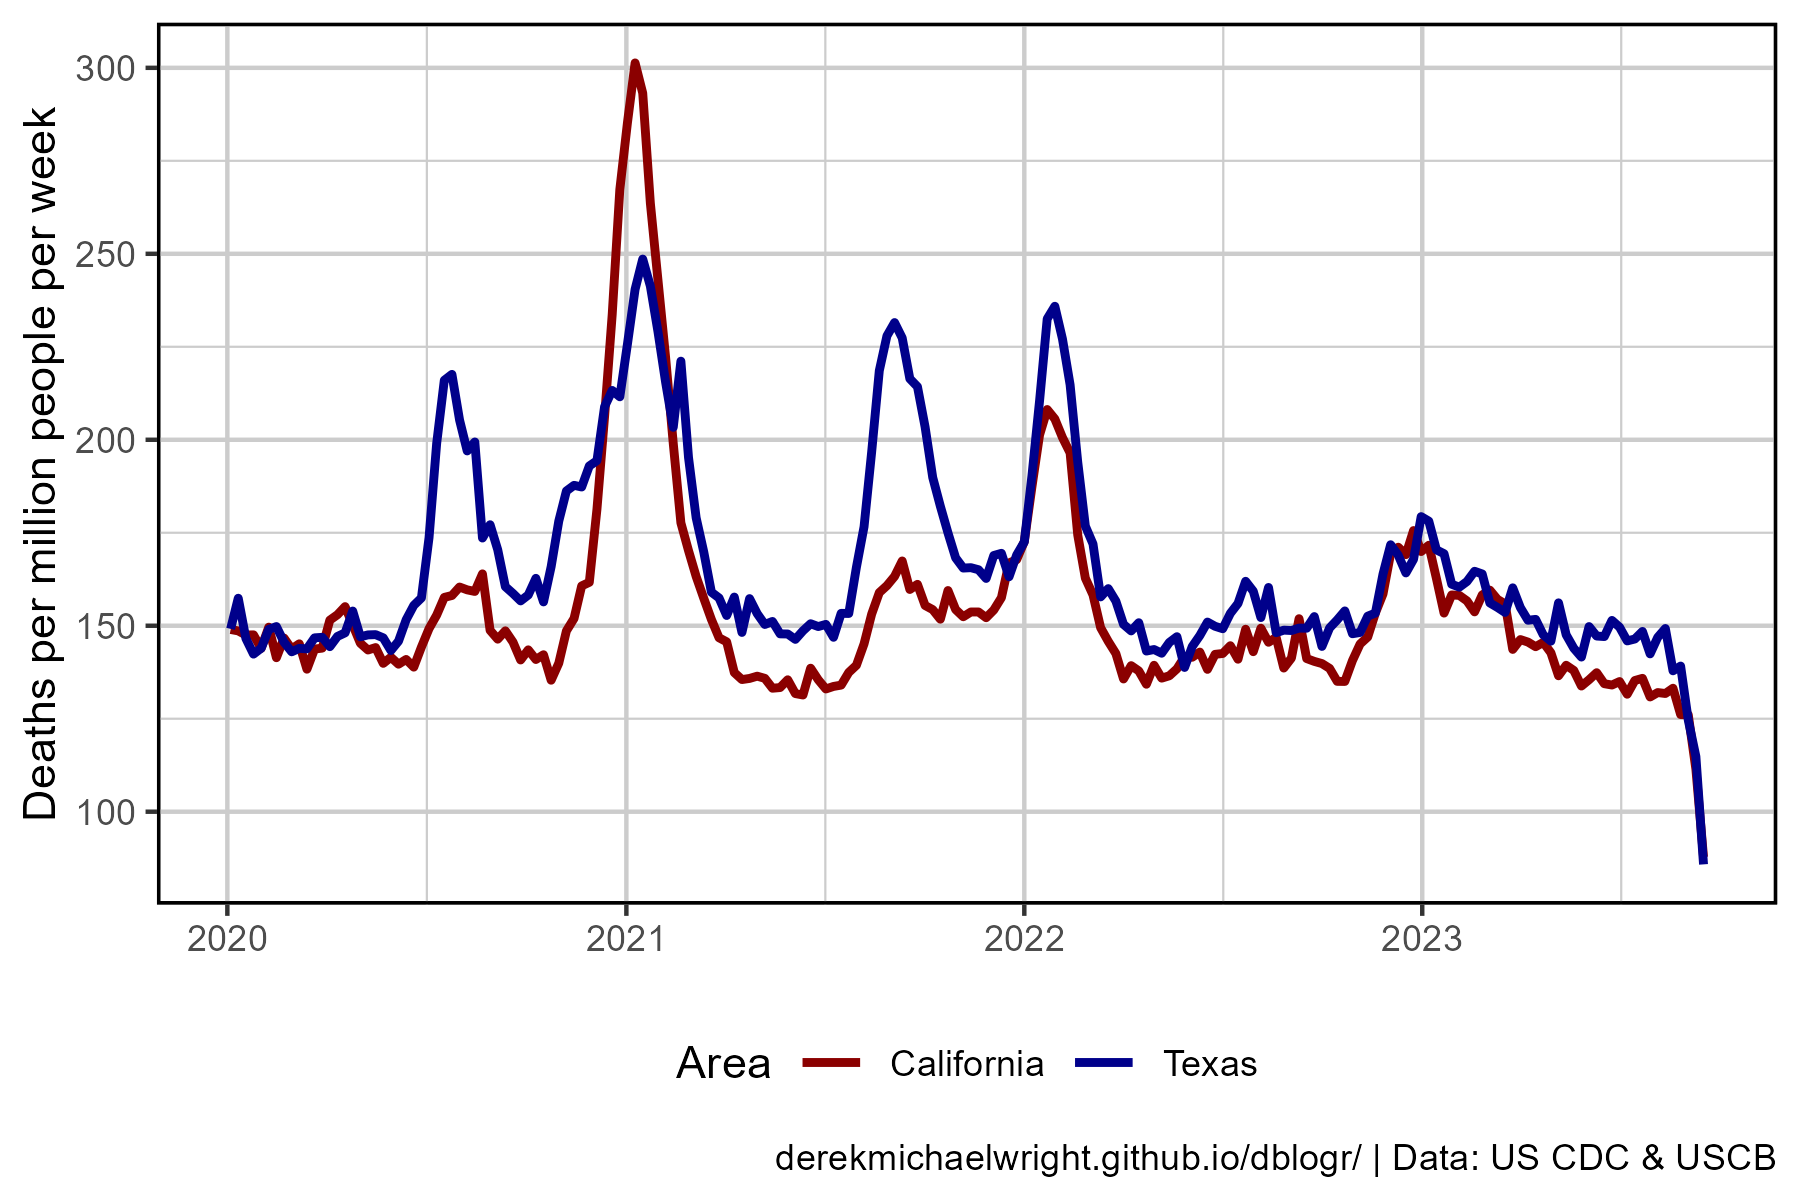 Deaths per million people per week
300
250
200
150
100
2020 2021 2022 2023
Area California Texas
derekmichaelwright.github.io/dblogr/ | Data: US CDC & USCB